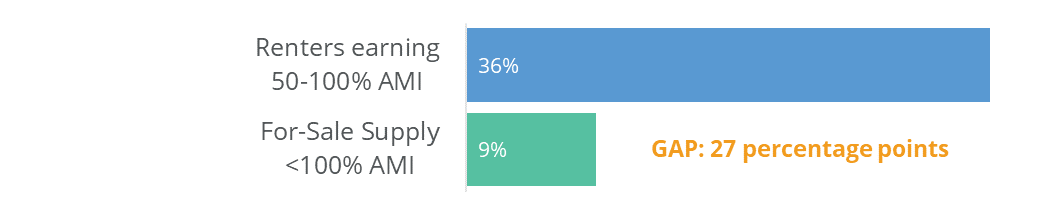 Renters earning
50-100% AMI
36%
For-Sale Supply
<100% AMI
9%
GAP: 27 percentage points